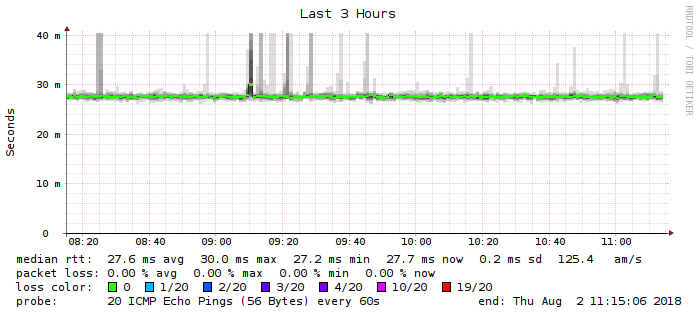 Last 3 Hours
RRDTOOL / TOBI OETIKER
Seconds
40 m
30 m
20 m
10 m
0
08:20 08:40 09:00 09:20 09:40 10:00 10:20 10:40 11:00
median rtt: 27.6 ms avg 30.0 ms max 27.2 ms min 27.7 ms now 0.2 ms sd 125.4 am/s
packet loss: 0.00 % avg 0.00 % max 0.00 % min 0.00 % now
loss color: 0 1/20 2/20 3/20 4/20 10/20 19/20
probe: 20 ICMP Echo Pings (56 Bytes) every 60s end: Thu Aug 2 11:15:06 2018